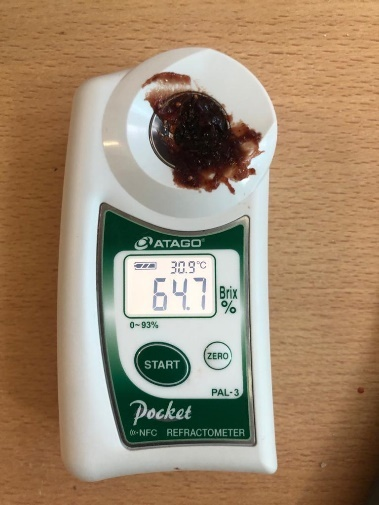 ATAGO®
30.9°C
64.7 Brix %
0~93%
START ZERO
PAL-3
Pocket
NFC REFRACTOMETER